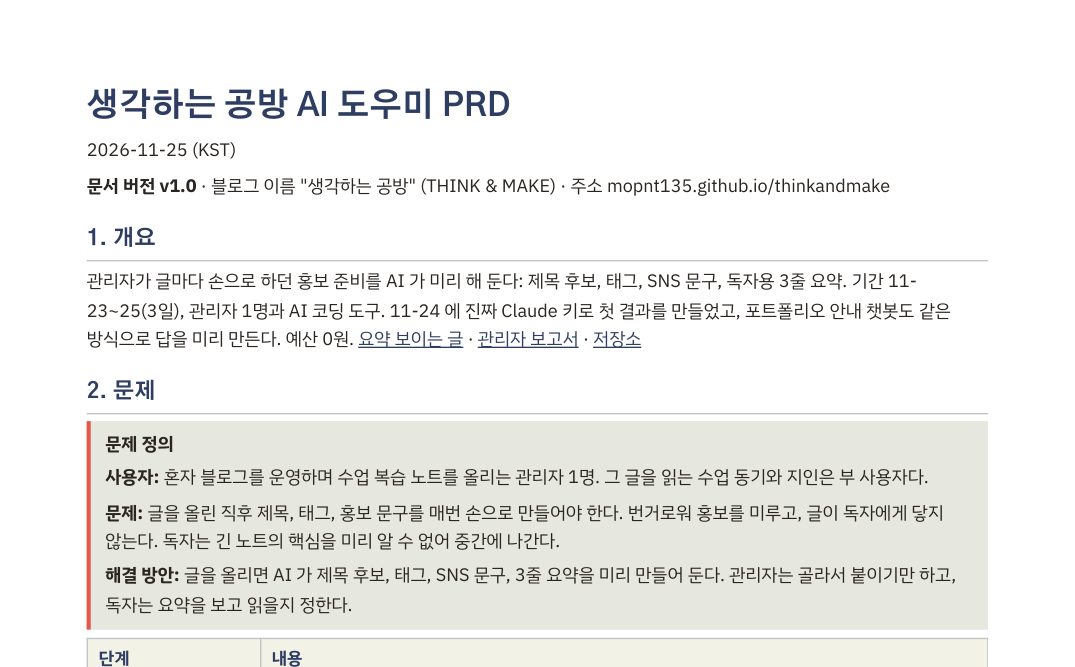 생각하는 공방 AI 도우미 PRD
2026-11-25 (KST)
문서 버전 v1.0 · 블로그 이름 "생각하는 공방" (THINK & MAKE) · 주소 mopnt135.github.io/thinkandmake
1. 개요
관리자가 글마다 손으로 하던 홍보 준비를 AI 가 미리 해 둔다: 제목 후보, 태그, SNS 문구, 독자용 3줄 요약. 기간 11-
23~25(3일), 관리자 1명과 AI 코딩 도구. 11-24 에 진짜 Claude 키로 첫 결과를 만들었고, 포트폴리오 안내 챗봇도 같은
방식으로 답을 미리 만든다. 예산 0원. 요약 보이는 글 · 관리자 보고서 · 저장소
2. 문제
문제 정의
사용자: 혼자 블로그를 운영하며 수업 복습 노트를 올리는 관리자 1명. 그 글을 읽는 수업 동기와 지인은 부 사용자다.
문제: 글을 올린 직후 제목, 태그, 홍보 문구를 매번 손으로 만들어야 한다. 번거로워 홍보를 미루고, 글이 독자에게 닿지
않는다. 독자는 긴 노트의 핵심을 미리 알 수 없어 중간에 나간다.
해결 방안: 글을 올리면 AI 가 제목 후보, 태그, SNS 문구, 3줄 요약을 미리 만들어 둔다. 관리자는 골라서 붙이기만 하고,
독자는 요약을 보고 읽을지 정한다.
단계 내용